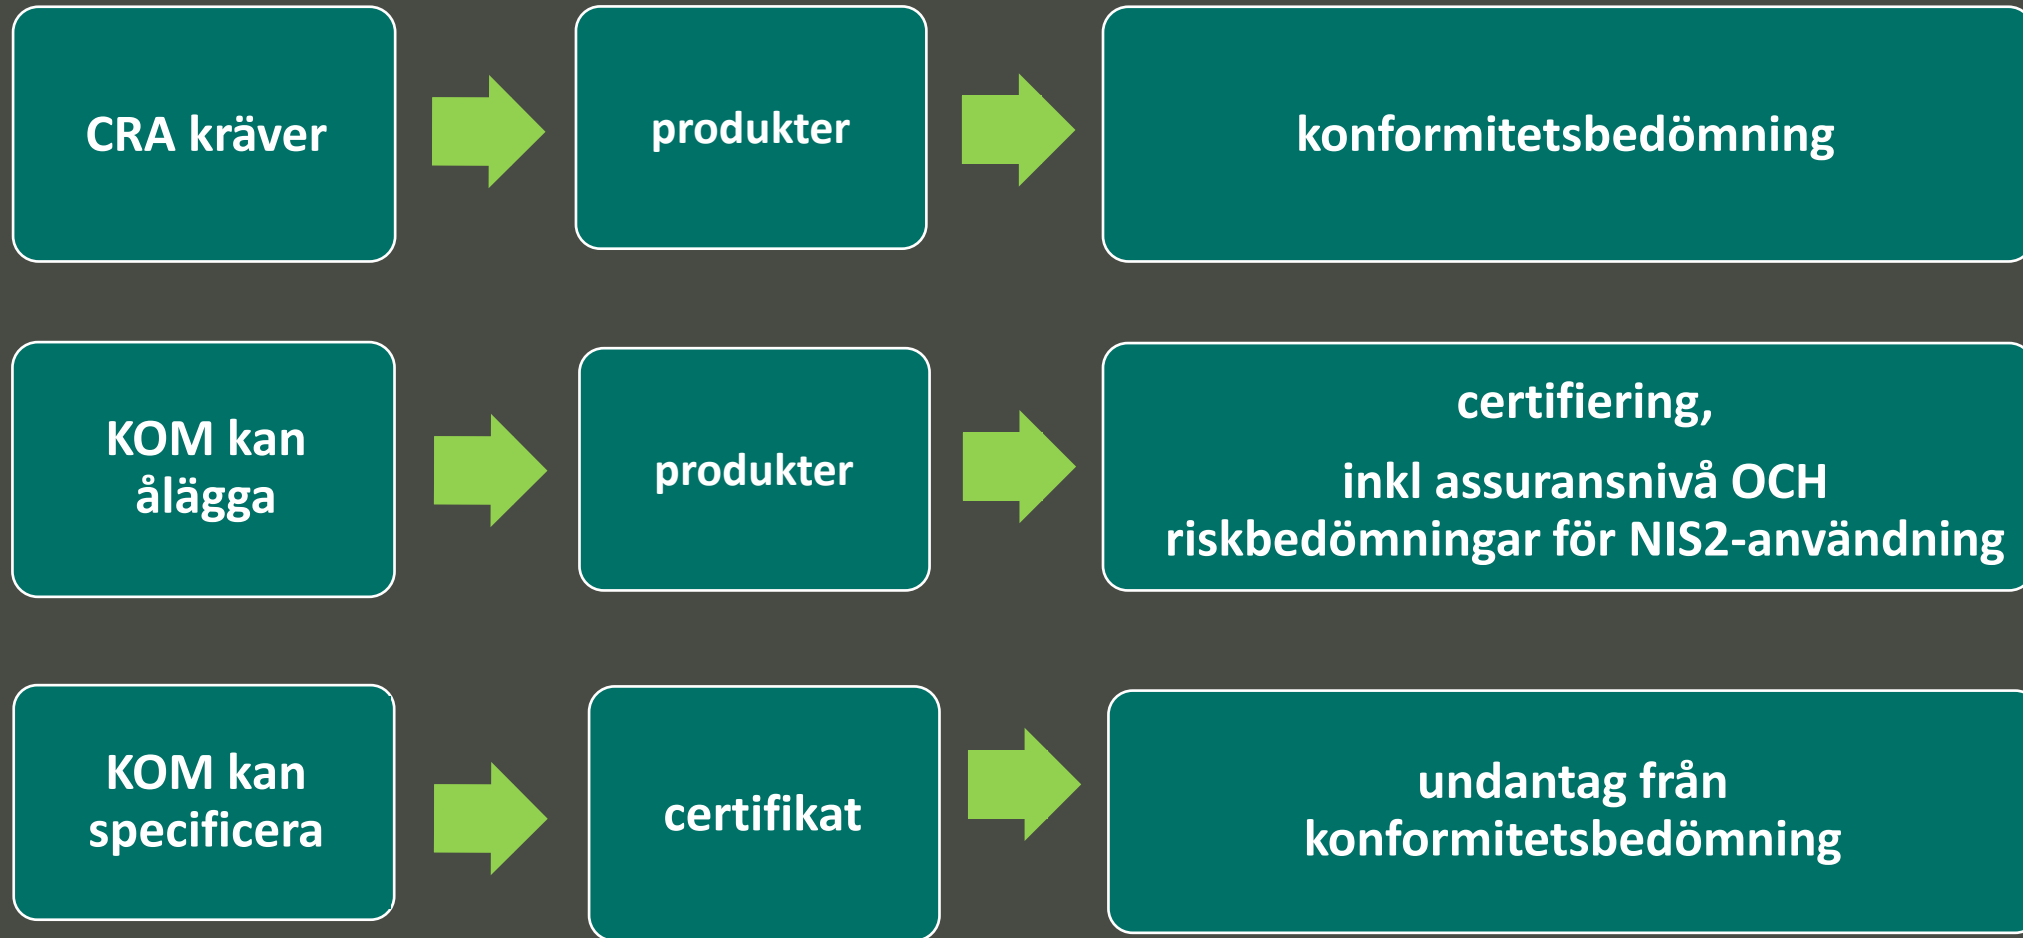 CRA kräver
produkter
konformitetsbedömning
KOM kan
ålägga
produkter
certifiering,
inkl assuransnivå OCH
riskbedömningar för NIS2-användning
KOM kan
specificera
certifikat
undantag från
konformitetsbedömning